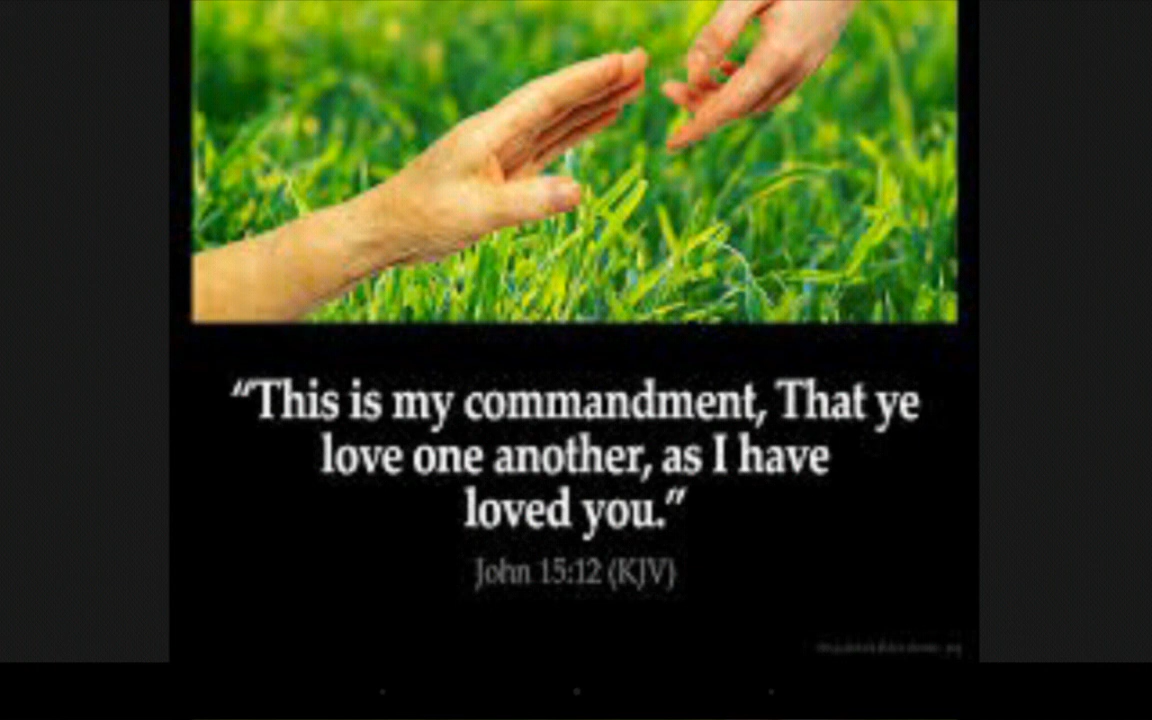 “This is my commandment, That ye
love one another, as I have
loved you.”
John 15:12 (KJV)